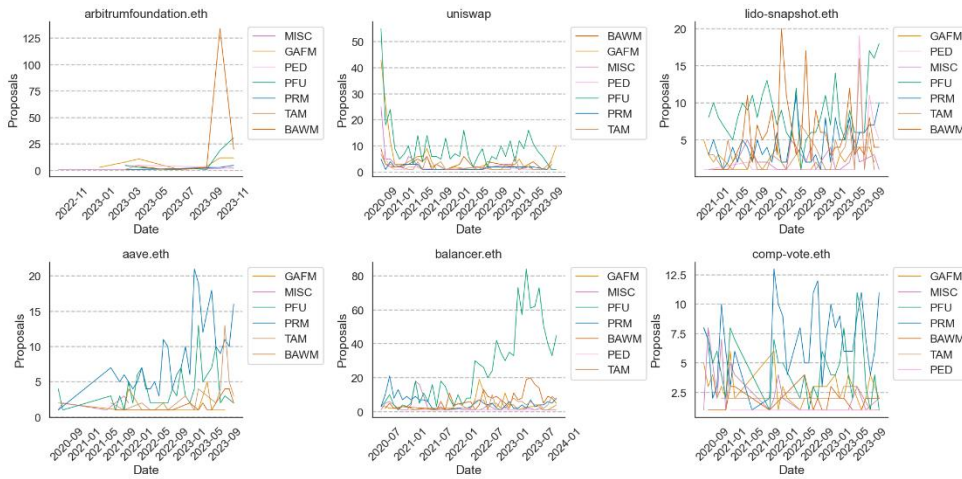 arbitrumfoundation.eth
Proposals
125
100
75
50
25
0
2022-11
2023-01
2023-03
2023-05
2023-07
2023-09
2023-11
Date
MISC
GAFM
PED
PFU
PRM
TAM
BAWM
uniswap
Proposals
50
40
30
20
10
0
2020-09
2021-01
2021-05
2021-09
2022-01
2022-05
2022-09
2023-01
2023-05
2023-09
Date
BAWM
GAFM
MISC
PED
PFU
PRM
TAM
lido-snapshot.eth
Proposals
20
15
10
5
2021-01
2021-05
2021-09
2022-01
2022-05
2022-09
2023-01
2023-05
2023-09
Date
GAFM
PED
MISC
PFU
PRM
TAM
BAWM
aave.eth
Proposals
20
15
10
5
0
2020-09
2021-01
2021-05
2021-09
2022-01
2022-05
2022-09
2023-01
2023-05
2023-09
Date
GAFM
MISC
PFU
PRM
TAM
BAWM
balancer.eth
Proposals
80
60
40
20
0
2020-07
2021-01
2021-07
2022-01
2022-07
2023-01
2023-07
2024-01
Date
GAFM
MISC
PFU
PRM
BAWM
PED
TAM
comp-vote.eth
Proposals
12.5
10.0
7.5
5.0
2.5
2020-09
2021-01
2021-05
2021-09
2022-01
2022-05
2022-09
2023-01
2023-05
2023-09
Date
GAFM
MISC
PFU
PRM
BAWM
TAM
PED